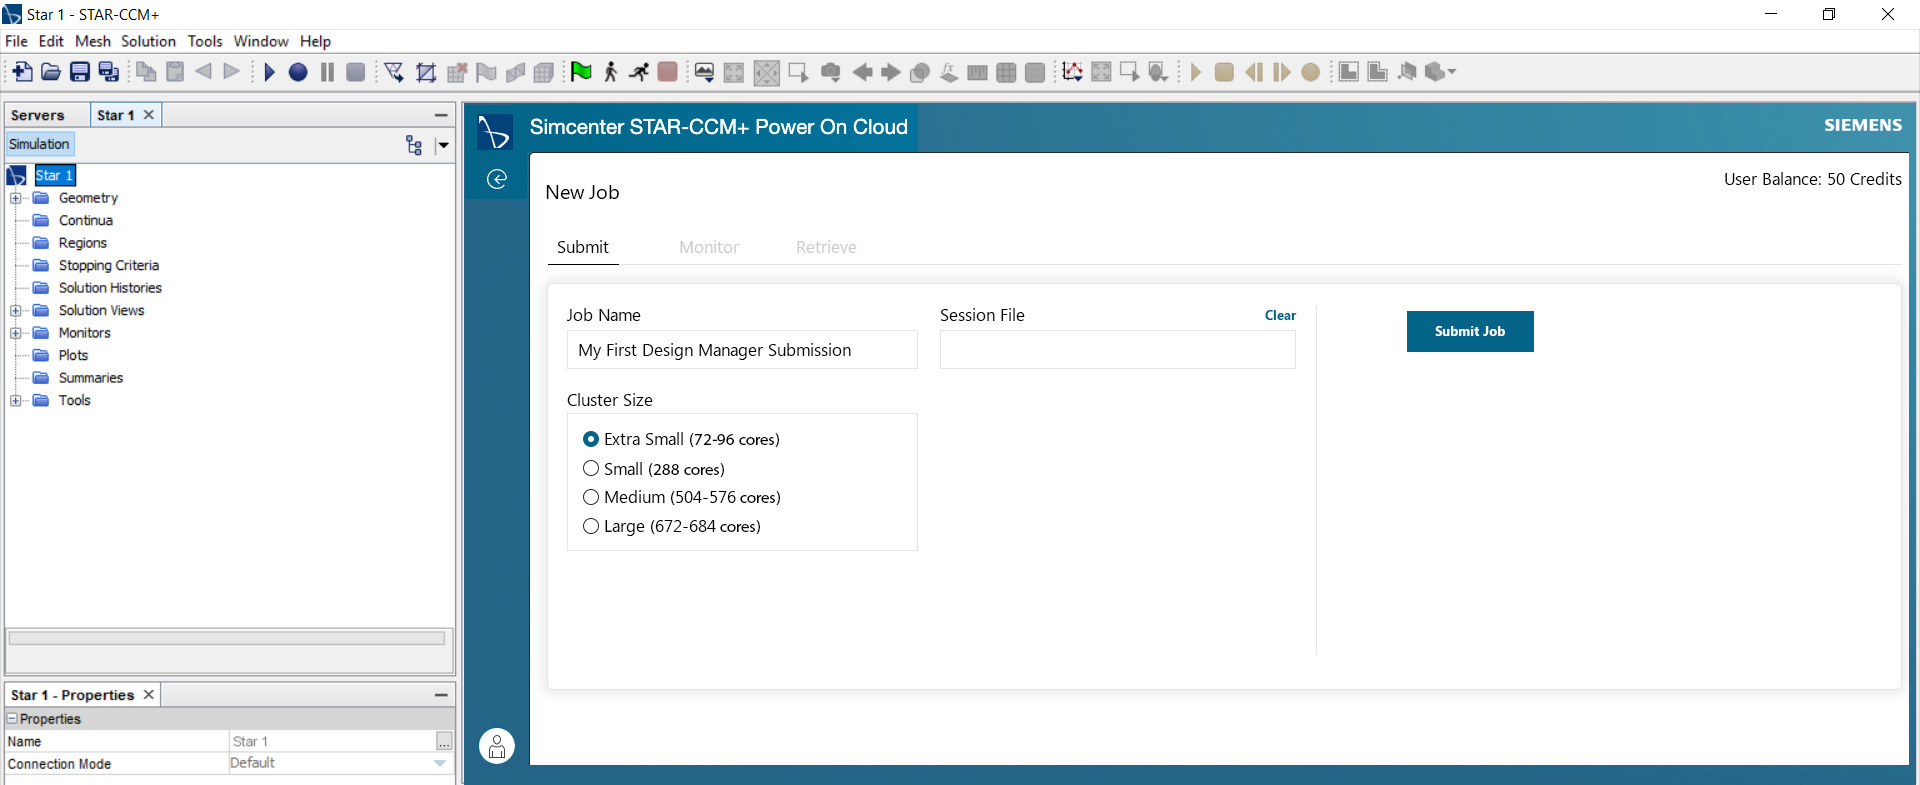 Star 1 - STAR-CCM+
File Edit Mesh Solution Tools Window Help
Servers
Star 1
Simulation
Star 1
Geometry
Continua
Regions
Stopping Criteria
Solution Histories
Solution Views
Monitors
Plots
Summaries
Tools
Star 1 - Properties
Properties
Name Star 1 ...
Connection Mode Default
Simcenter STAR-CCM+ Power On Cloud
SIEMENS
New Job
User Balance: 50 Credits
Submit Monitor Retrieve
Job Name
My First Design Manager Submission
Session File Clear
Submit Job
Cluster Size
Extra Small (72-96 cores)
Small (288 cores)
Medium (504-576 cores)
Large (672-684 cores)